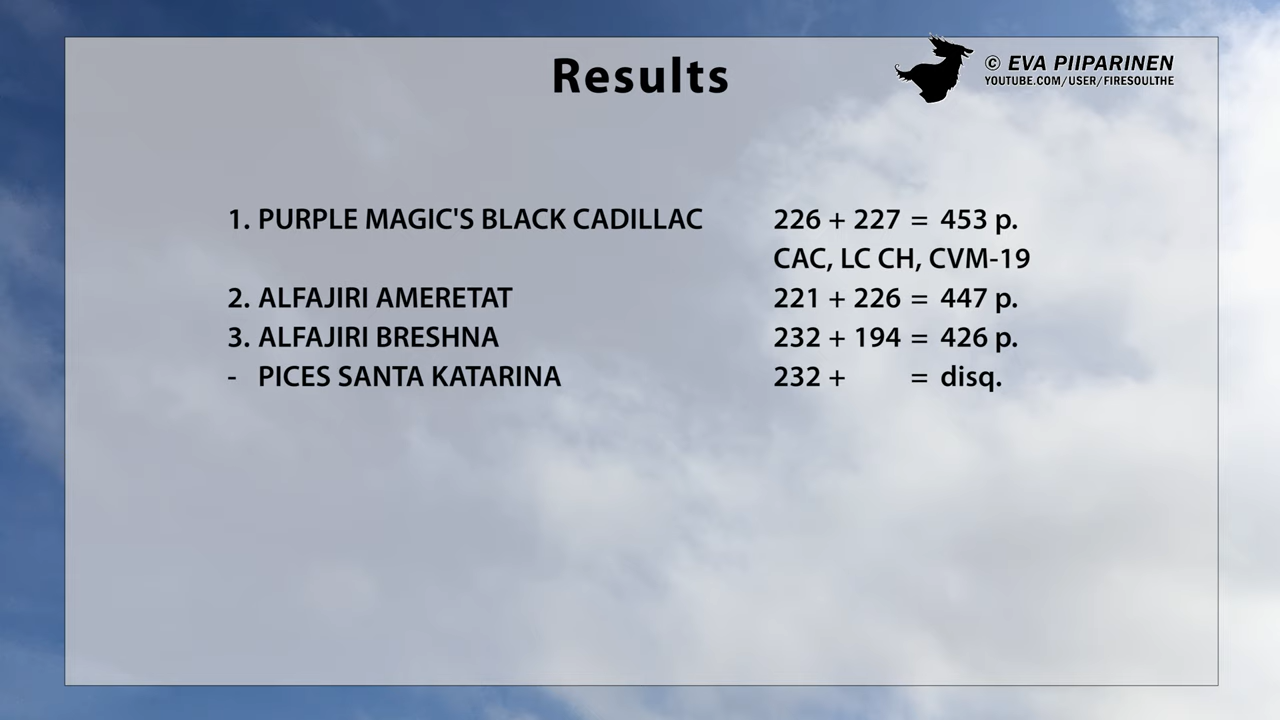 Results
© EVA PIIPARINEN
YOUTUBE.COM/USER/FIRESOULTHE
1. PURPLE MAGIC'S BLACK CADILLAC 226 + 227 = 453 p.
CAC, LC CH, CVM-19
2. ALFAJIRI AMERETAT 221 + 226 = 447 p.
3. ALFAJIRI BRESHNA 232 + 194 = 426 p.
- PICES SANTA KATARINA 232 + = disq.